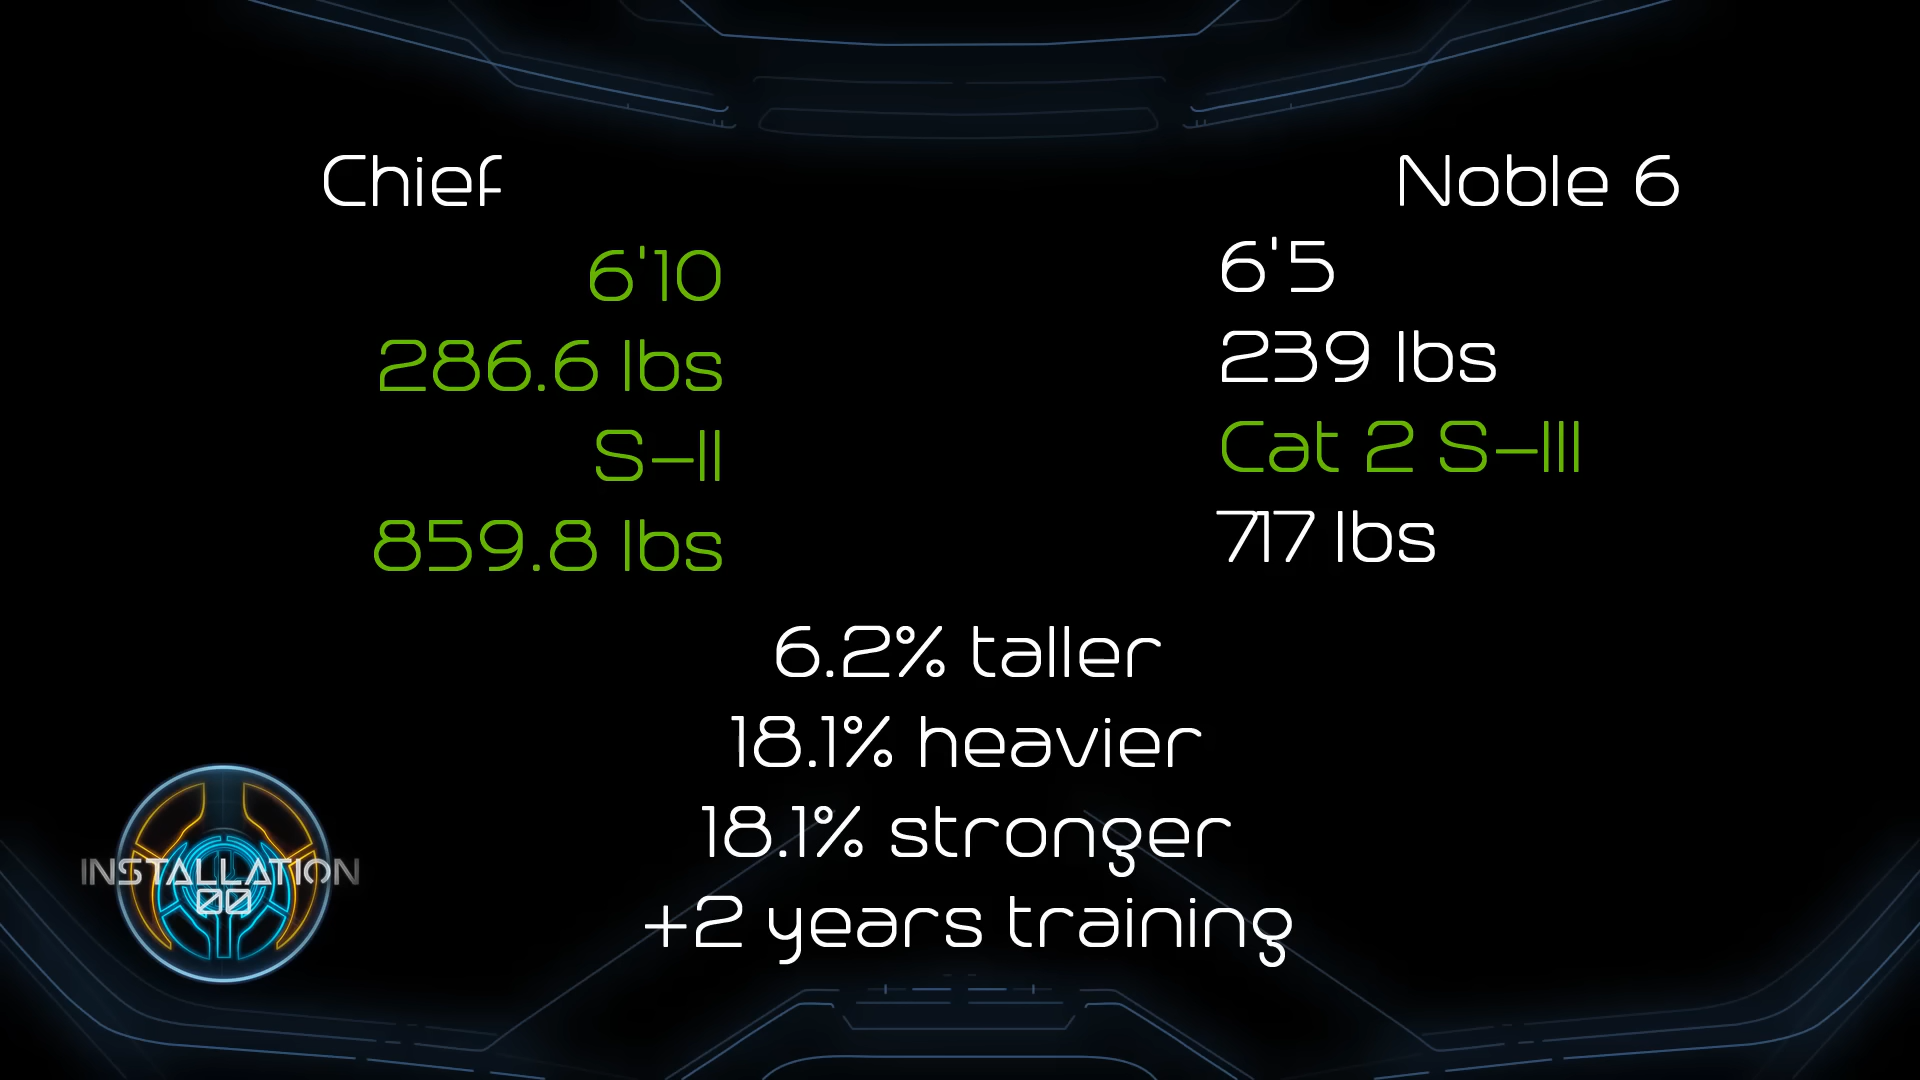 Chief
6'10
286.6 lbs
S-II
859.8 lbs
Noble 6
6'5
239 lbs
Cat 2 S-III
717 lbs
6.2% taller
18.1% heavier
18.1% stronger
+2 years training
INSTALLATION
00